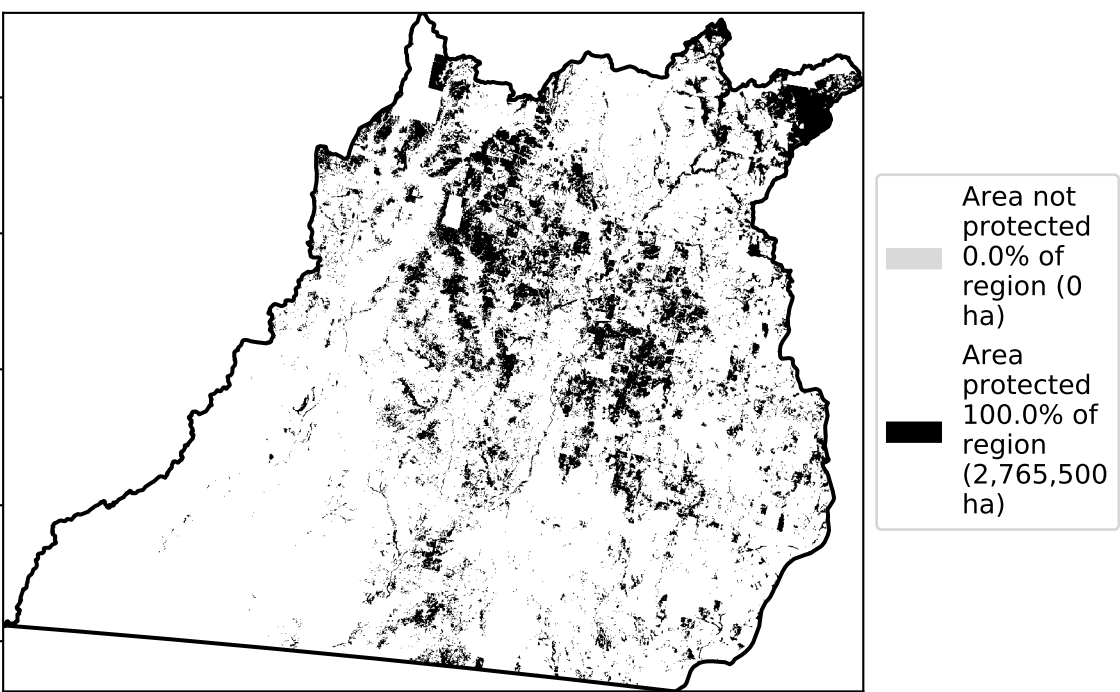 Area not
protected
0.0% of
region (0
ha)
Area
protected
100.0% of
region
(2,765,500
ha)